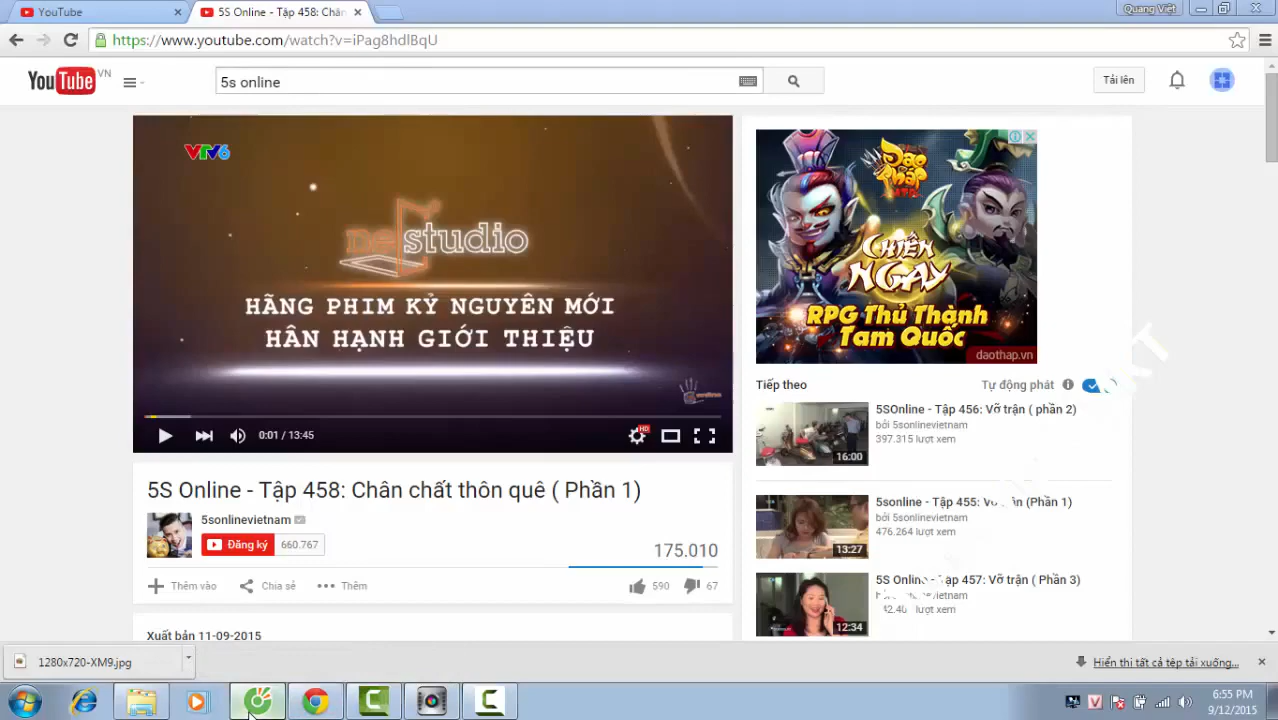 YouTube
5S Online - Tập 458: Chân
Quang Việt
https://www.youtube.com/watch?v=iPag8hdlBqU
YouTube VN
5s online
Tải lên
VTV6
studio
HÃNG PHIM KỶ NGUYÊN MỚI
HÂN HẠNH GIỚI THIỆU
0:01 / 13:45
HD
5S Online - Tập 458: Chân chất thôn quê ( Phần 1)
5sonlinevietnam
Đăng ký 660.767
175.010
Thêm vào Chia sẻ Thêm 590 67
Xuất bản 11-09-2015
Đao
Tháp
CHIẾN
NGAY
RPG Thủ Thành
Tam Quốc
daothap.vn
Tiếp theo Tự động phát
5SOnline - Tập 456: Vỡ trận ( phần 2)
bởi 5sonlinevietnam
397.315 lượt xem
16:00
5sonline - Tập 455: Vỡ trận (Phần 1)
bởi 5sonlinevietnam
476.264 lượt xem
13:27
5S Online - Tập 457: Vỡ trận ( Phần 3)
lượt xem
12:34
1280x720-XM9.jpg
Hiển thị tất cả tệp tải xuống...
6:55 PM
9/12/2015